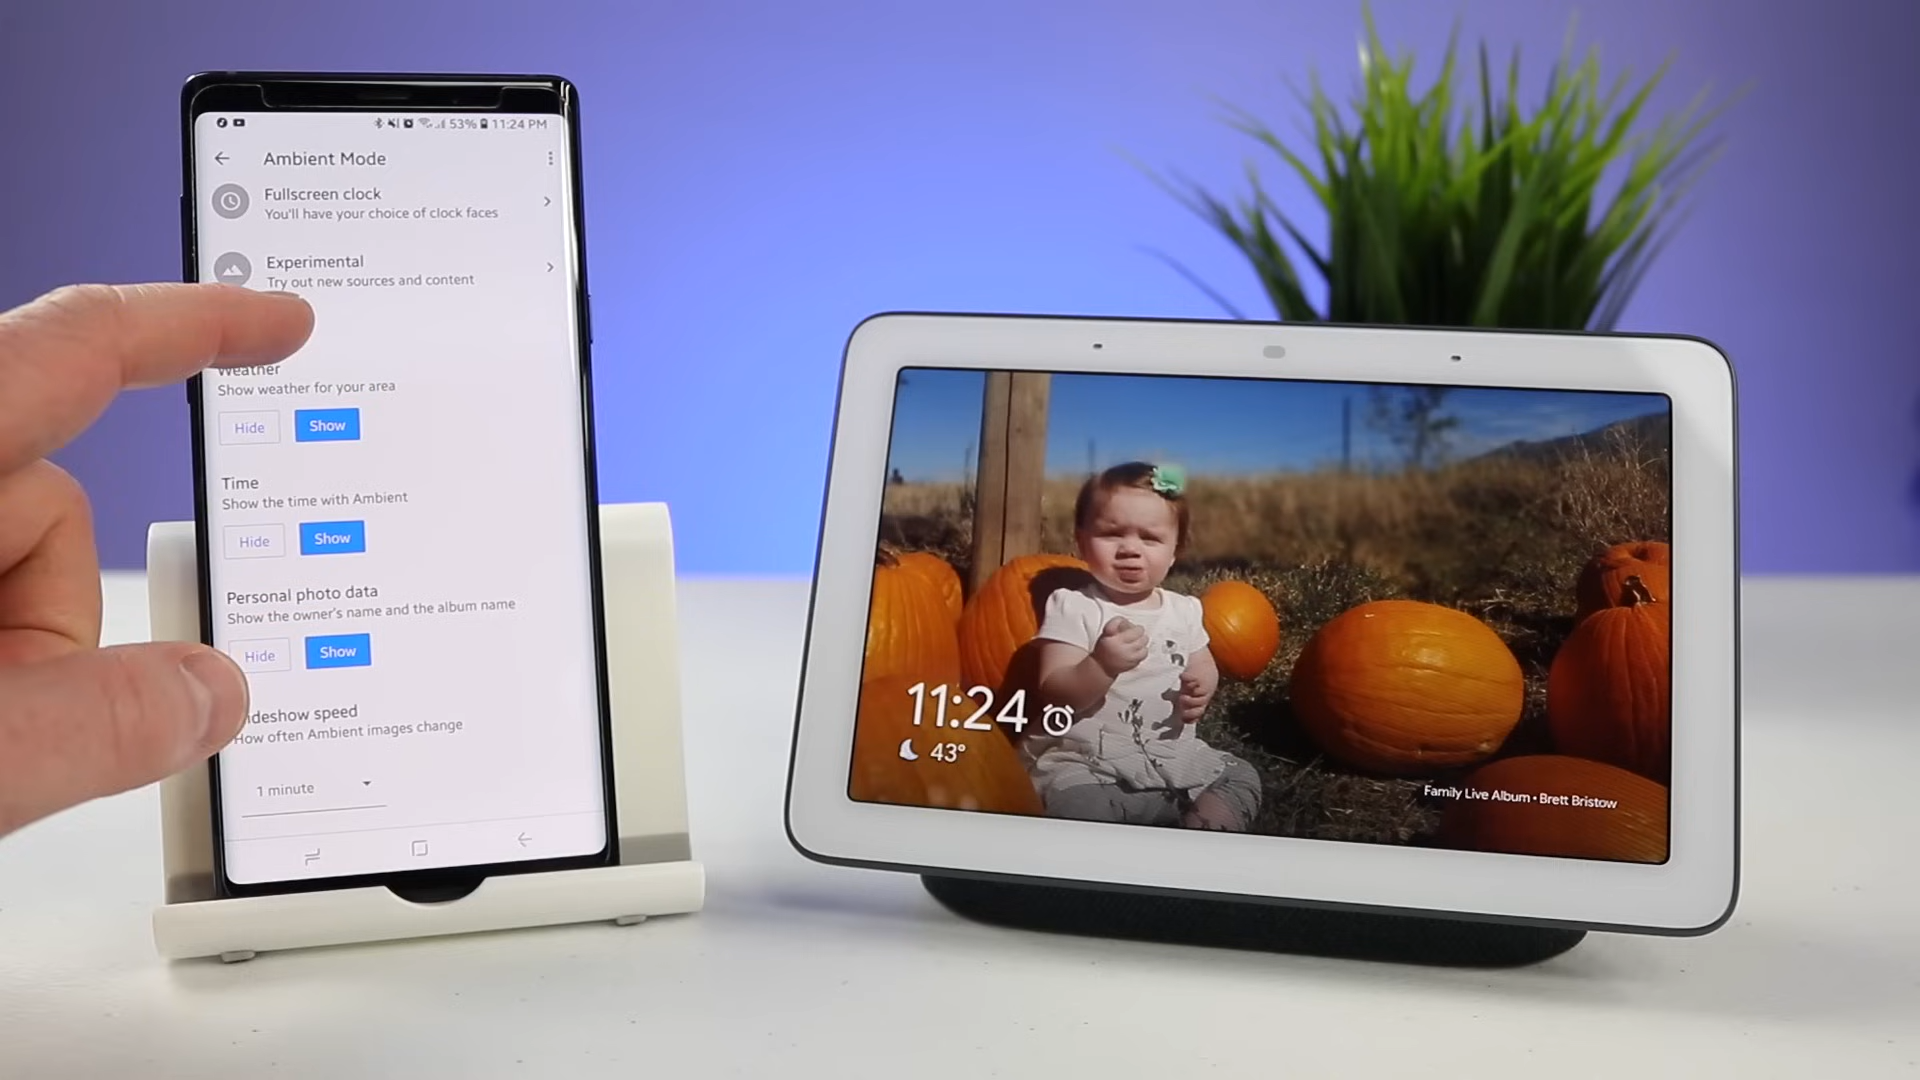 53% 11:24 PM
Ambient Mode
Fullscreen clock
You'll have your choice of clock faces
Experimental
Try out new sources and content
Weather
Show weather for your area
Hide Show
Time
Show the time with Ambient
Hide Show
Personal photo data
Show the owner's name and the album name
Hide Show
ideshow speed
How often Ambient images change
1 minute
11:24
43°
Family Live Album • Brett Bristow